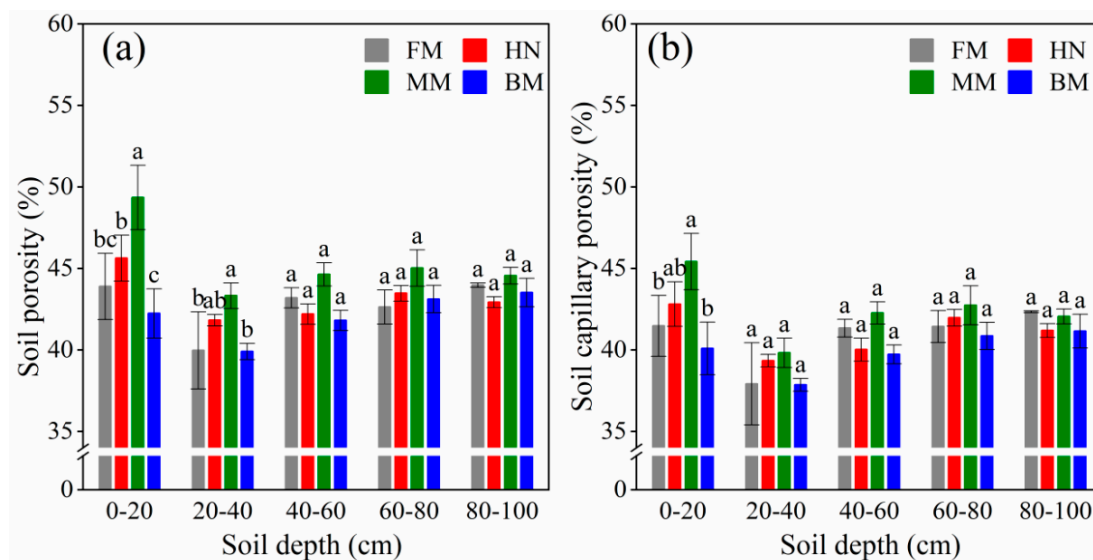 (a)
FM HN
MM BM
Soil porosity (%)
60
55
50
45
40
35
0
bc b a c
b ab a b
a a a a
a a a a
a a a a
0-20 20-40 40-60 60-80 80-100
Soil depth (cm)
(b)
FM HN
MM BM
Soil capillary porosity (%)
60
55
50
45
40
35
0
b ab a b
a a a a
a a a a
a a a a
a a a a
0-20 20-40 40-60 60-80 80-100
Soil depth (cm)